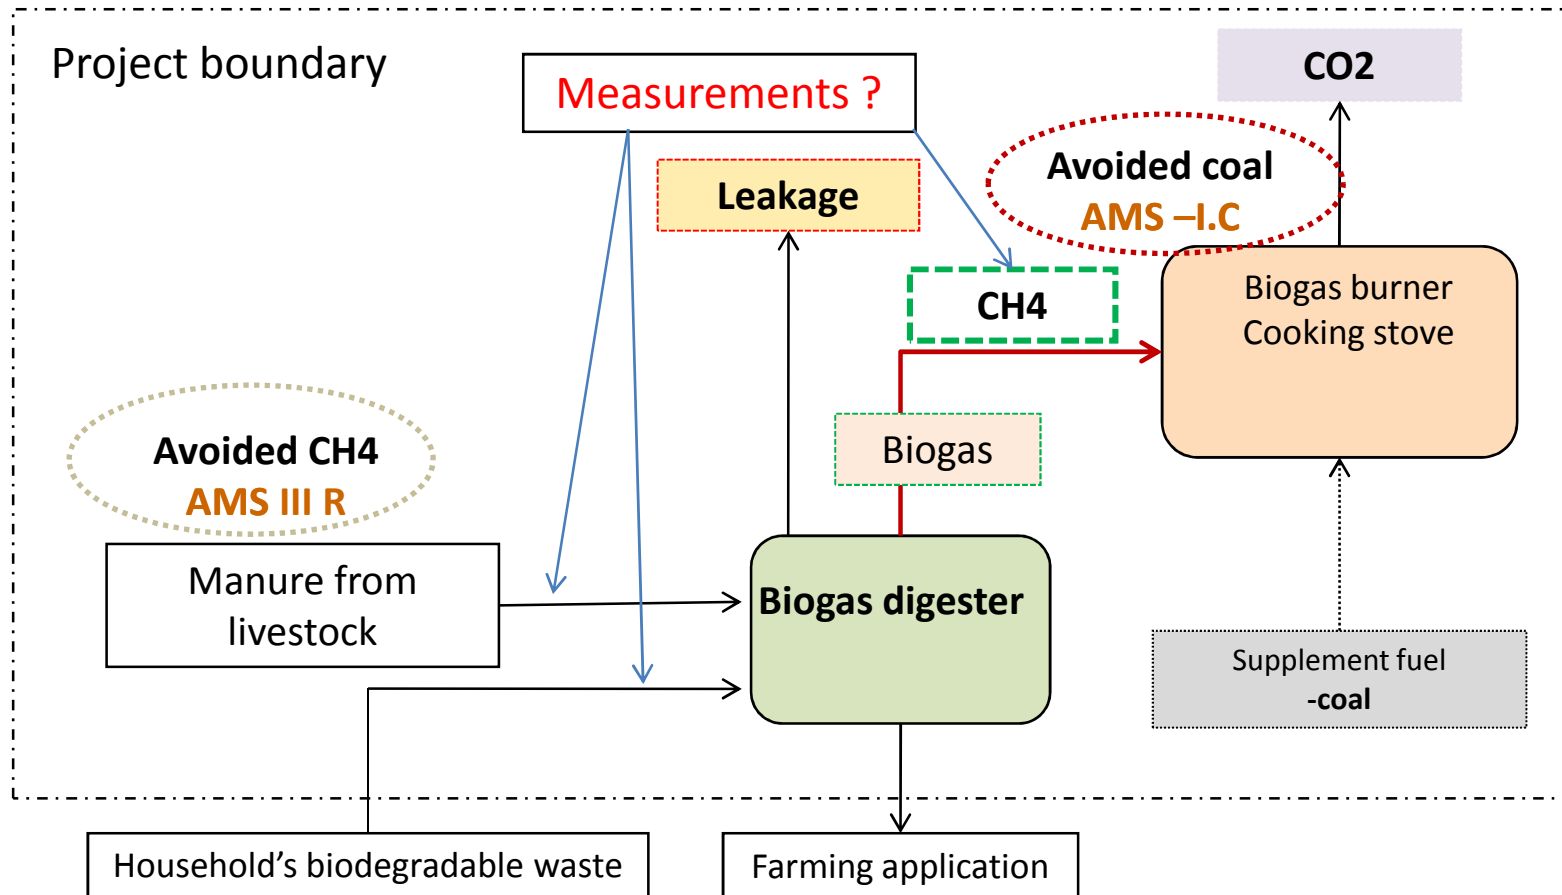 Project boundary
Measurements ?
CO2
Leakage
Avoided coal
AMS –I.C
CH4
Biogas burner
Cooking stove
Avoided CH4
AMS III R
Biogas
Manure from
livestock
Biogas digester
Supplement fuel
-coal
Household’s biodegradable waste
Farming application